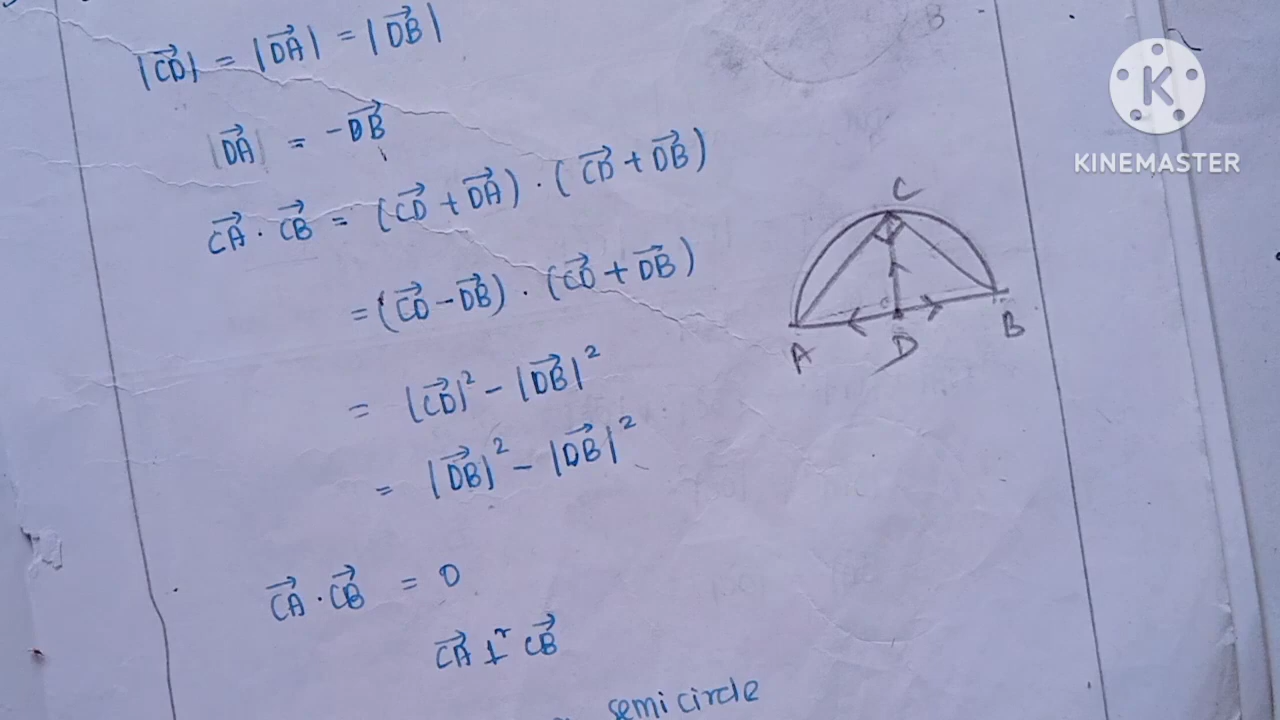 B
|CD⃗| = |DA⃗| = |DB⃗|
K
KINEMASTER
|DA⃗| = -DB⃗
CA⃗ · CB⃗ = (CD⃗ + DA⃗) · (CD⃗ + DB⃗)
= (CD⃗ - DB⃗) · (CD⃗ + DB⃗)
= |CD⃗|² - |DB⃗|²
= |DB⃗|² - |DB⃗|²
CA⃗ · CB⃗ = 0
CA⃗ ⊥ʳ CB⃗
semi circle
C
A
D
B